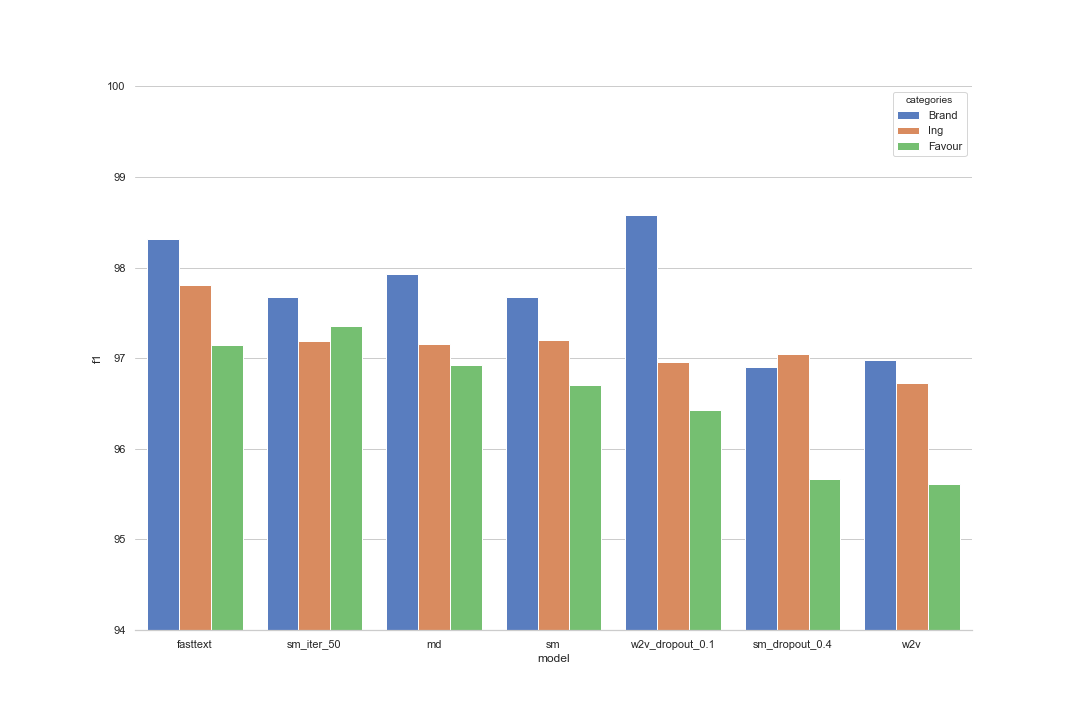 100
99
98
97
96
95
94
f1
categories
Brand
Ing
Favour
fasttext
sm_iter_50
md
sm
w2v_dropout_0.1
sm_dropout_0.4
w2v
model